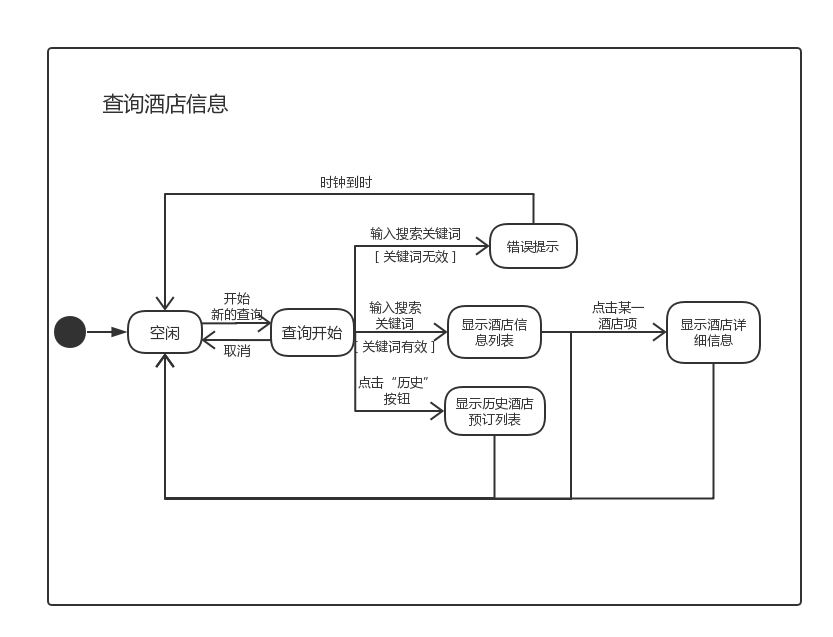 查询酒店信息
时钟到时
输入搜索关键词
[ 关键词无效 ]
错误提示
开始
新的查询
空闲
取消
查询开始
输入搜索
关键词
[ 关键词有效 ]
显示酒店信
息列表
点击某一
酒店项
显示酒店详
细信息
点击“历史”
按钮
显示历史酒店
预订列表